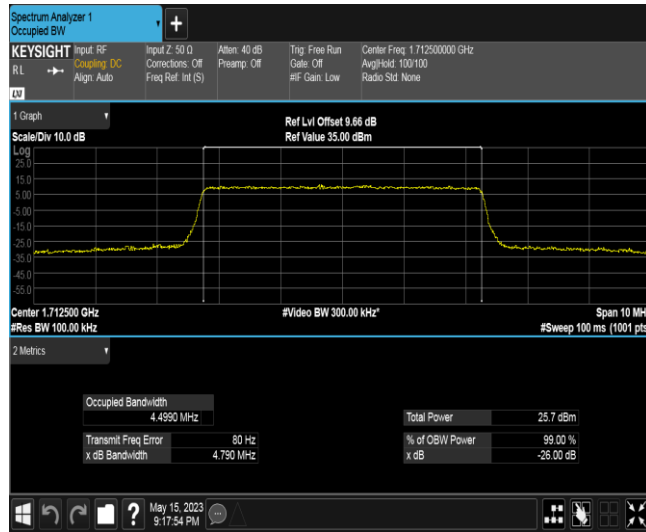 Spectrum Analyzer 1
Occupied BW
+
KEYSIGHT
RL
LXI
Input: RF
Coupling: DC
Align: Auto
Input Z: 50 Ω
Corrections: Off
Freq Ref: Int (S)
Atten: 40 dB
Preamp: Off
Trig: Free Run
Gate: Off
#IF Gain: Low
Center Freq: 1.712500000 GHz
Avg|Hold: 100/100
Radio Std: None
1 Graph
Scale/Div 10.0 dB
Ref Lvl Offset 9.66 dB
Ref Value 35.00 dBm
Log
25.0
15.0
5.00
-5.00
-15.0
-25.0
-35.0
-45.0
-55.0
Center 1.712500 GHz
#Video BW 300.00 kHz*
Span 10 MH
#Res BW 100.00 kHz
#Sweep 100 ms (1001 pts
2 Metrics
Occupied Bandwidth
4.4990 MHz
Total Power 25.7 dBm
Transmit Freq Error 80 Hz
% of OBW Power 99.00 %
x dB Bandwidth 4.790 MHz
x dB -26.00 dB
?
May 15, 2023
9:17:54 PM